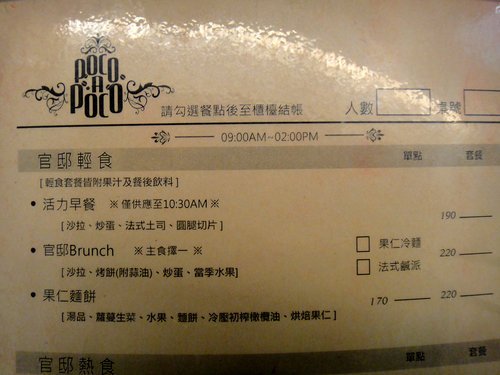 POCO
A
POCO
請勾選餐點後至櫃檯結帳 人數 桌號
09:00AM~02:00PM
官邸輕食 單點 套餐
[ 輕食套餐皆附果汁及餐後飲料 ]
• 活力早餐 ※ 僅供應至10:30AM ※ 190
[ 沙拉、炒蛋、法式土司、圓腿切片 ]
• 官邸Brunch ※ 主食擇一 ※ □ 果仁冷麵 220
[ 沙拉、烤餅(附蒜油)、炒蛋、當季水果] □ 法式鹹派
• 果仁麵餅 170 220
[ 湯品、蘿蔓生菜、水果、麵餅、冷壓初榨橄欖油、烘焙果仁 ]
官邸熱食 單點 套餐